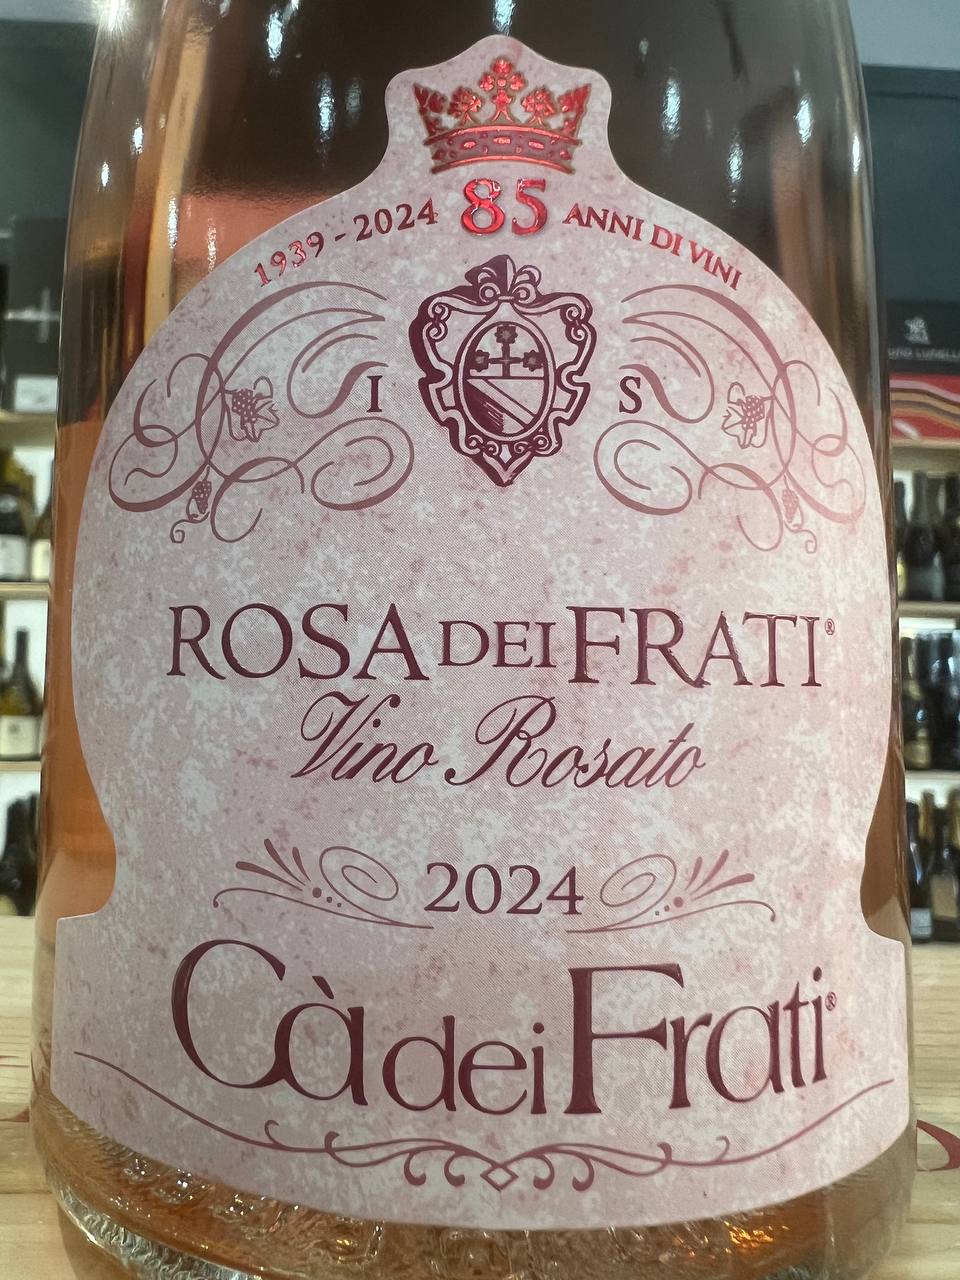 1939-2024 85 ANNI DI VINI
I S
ROSA DEI FRATI®
Vino Rosato
2024
Cà dei Frati®